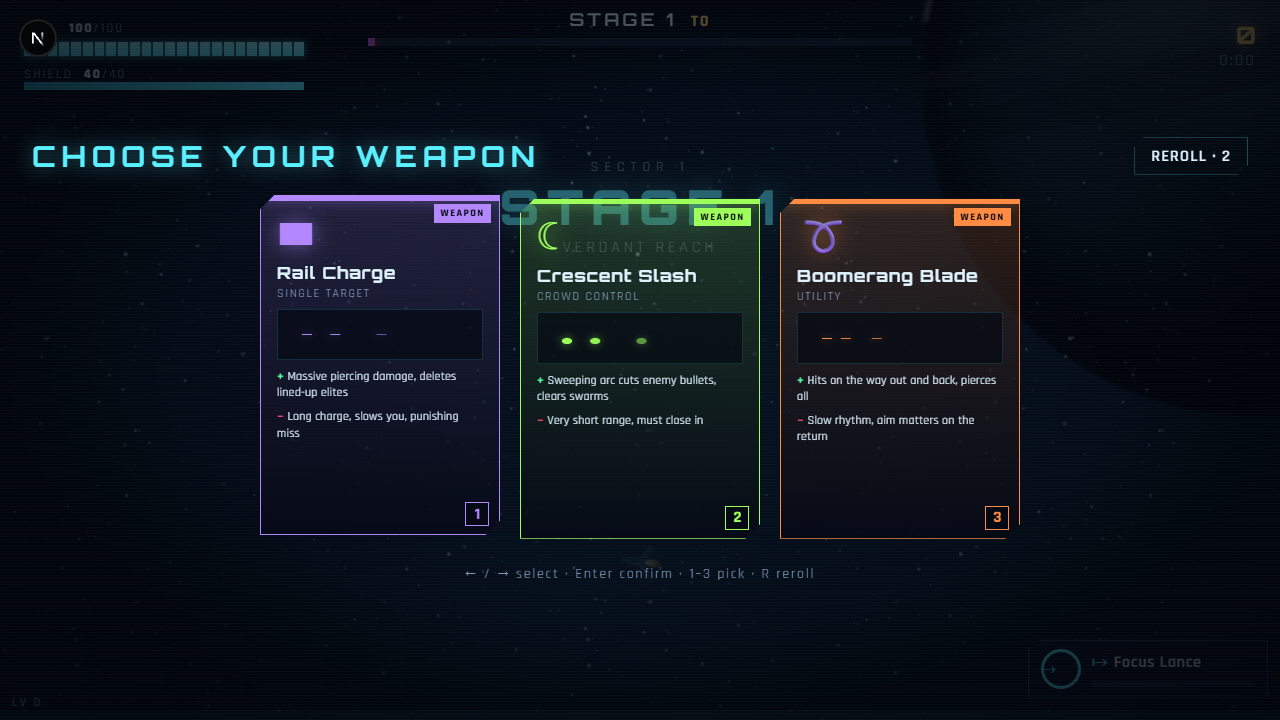 STAGE 1 TO
N 100/100
SHIELD 40/40
0:00
CHOOSE YOUR WEAPON
REROLL · 2
SECTOR 1
STAGE 1
VERDANT REACH
WEAPON
Rail Charge
SINGLE TARGET
+ Massive piercing damage, deletes
lined-up elites
− Long charge, slows you, punishing
miss
1
WEAPON
Crescent Slash
CROWD CONTROL
+ Sweeping arc cuts enemy bullets,
clears swarms
− Very short range, must close in
2
WEAPON
Boomerang Blade
UTILITY
+ Hits on the way out and back, pierces
all
− Slow rhythm, aim matters on the
return
3
← / → select · Enter confirm · 1–3 pick · R reroll
↦ Focus Lance
LV 0